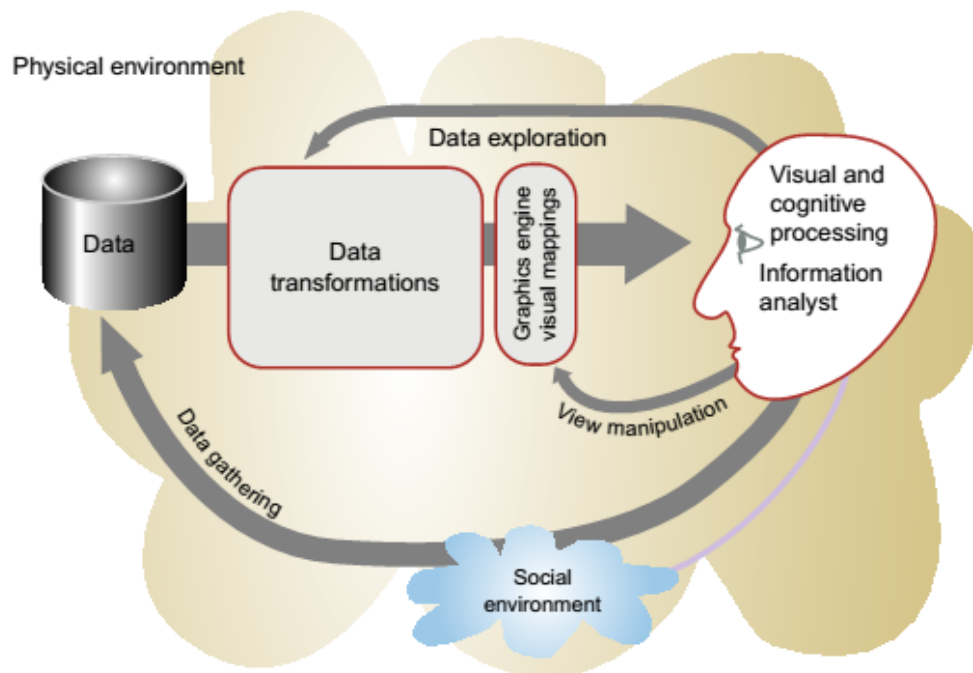 Physical environment
Data exploration
Data
Data
transformations
Graphics engine
visual mappings
Visual and
cognitive
processing
Information
analyst
View manipulation
Data gathering
Social
environment